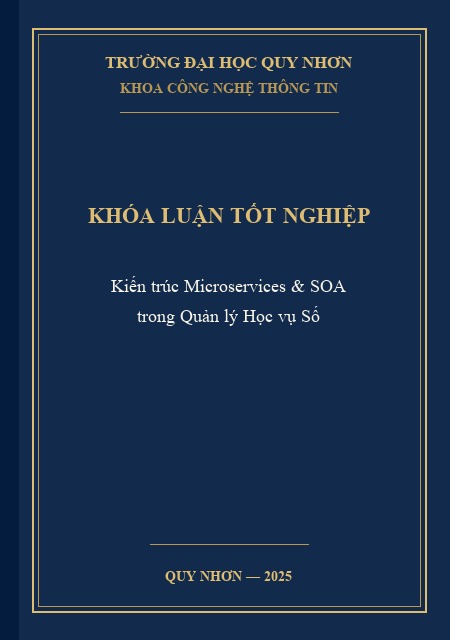 TRƯỜNG ĐẠI HỌC QUY NHƠN
KHOA CÔNG NGHỆ THÔNG TIN
KHÓA LUẬN TỐT NGHIỆP
Kiến trúc Microservices & SOA
trong Quản lý Học vụ Số
QUY NHƠN — 2025